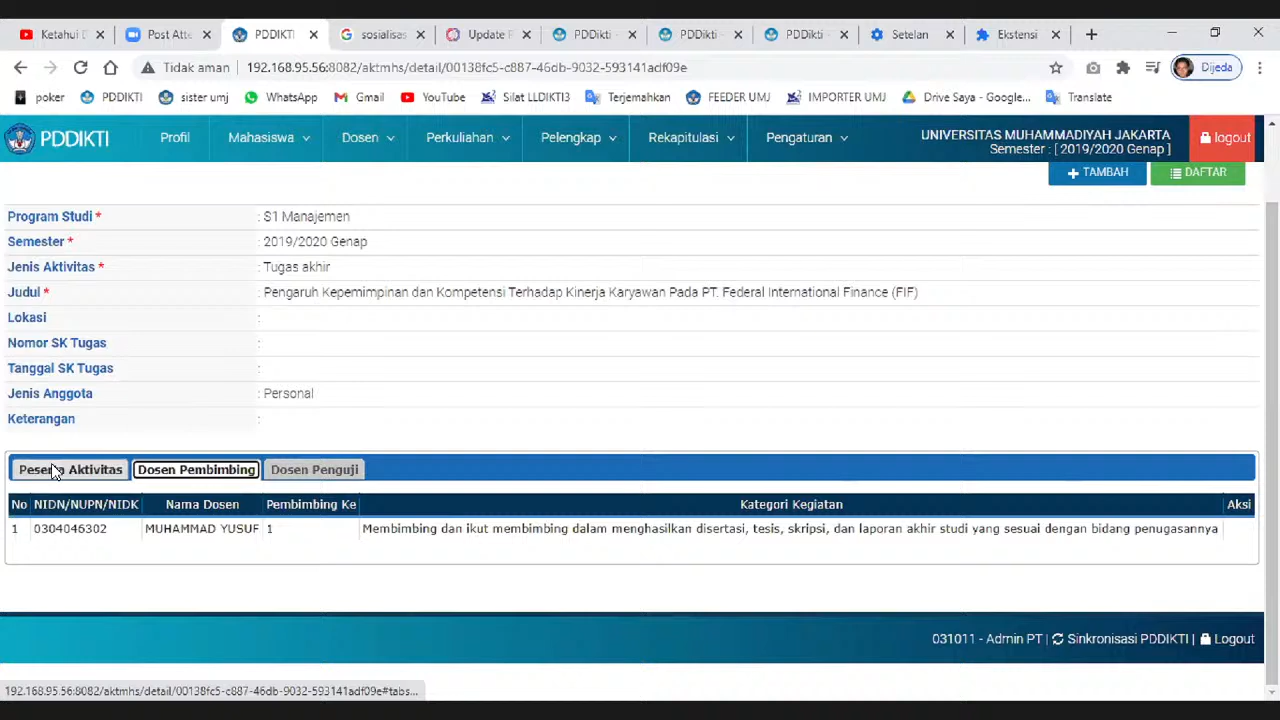 Ketahui D
Post Atte
PDDIKTI
sosialisas
Update P
PDDikti -
PDDikti -
PDDikti -
Setelan
Ekstensi
Tidak aman 192.168.95.56:8082/aktmhs/detail/00138fc5-c887-46db-9032-593141adf09e
Dijeda
poker PDDIKTI sister umj WhatsApp Gmail YouTube Silat LLDIKTI3 Terjemahkan FEEDER UMJ IMPORTER UMJ Drive Saya - Google... Translate
PDDIKTI Profil Mahasiswa Dosen Perkuliahan Pelengkap Rekapitulasi Pengaturan
UNIVERSITAS MUHAMMADIYAH JAKARTA
Semester : [ 2019/2020 Genap ]
logout
TAMBAH DAFTAR
Program Studi * : S1 Manajemen
Semester * : 2019/2020 Genap
Jenis Aktivitas * : Tugas akhir
Judul * : Pengaruh Kepemimpinan dan Kompetensi Terhadap Kinerja Karyawan Pada PT. Federal International Finance (FIF)
Lokasi :
Nomor SK Tugas :
Tanggal SK Tugas :
Jenis Anggota : Personal
Keterangan :
Peserta Aktivitas Dosen Pembimbing Dosen Penguji
No NIDN/NUPN/NIDK Nama Dosen Pembimbing Ke Kategori Kegiatan Aksi
1 0304046302 MUHAMMAD YUSUF 1 Membimbing dan ikut membimbing dalam menghasilkan disertasi, tesis, skripsi, dan laporan akhir studi yang sesuai dengan bidang penugasannya
031011 - Admin PT | Sinkronisasi PDDIKTI | Logout
192.168.95.56:8082/aktmhs/detail/00138fc5-c887-46db-9032-593141adf09e#tabs...